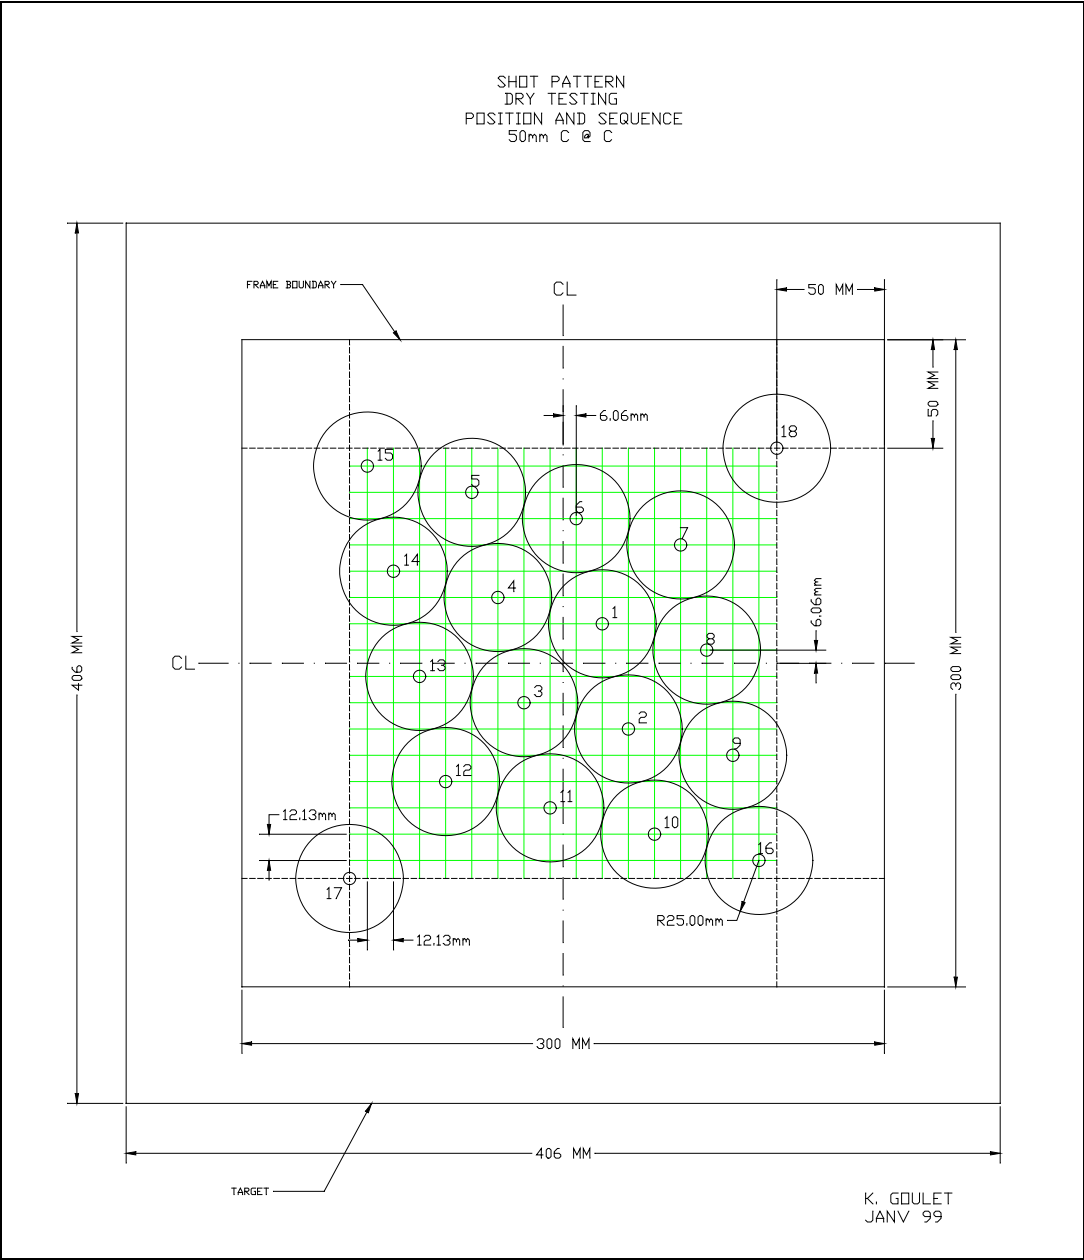 SHOT PATTERN
DRY TESTING
POSITION AND SEQUENCE
50mm C @ C
FRAME BOUNDARY
CL
50 MM
50 MM
6.06mm
18
15
5
6
7
14
4
1
6.06mm
8
CL
13
406 MM
300 MM
3
2
9
12
11
12.13mm
10
16
17
R25.00mm
12.13mm
300 MM
406 MM
TARGET
K. GOULET
JANV 99